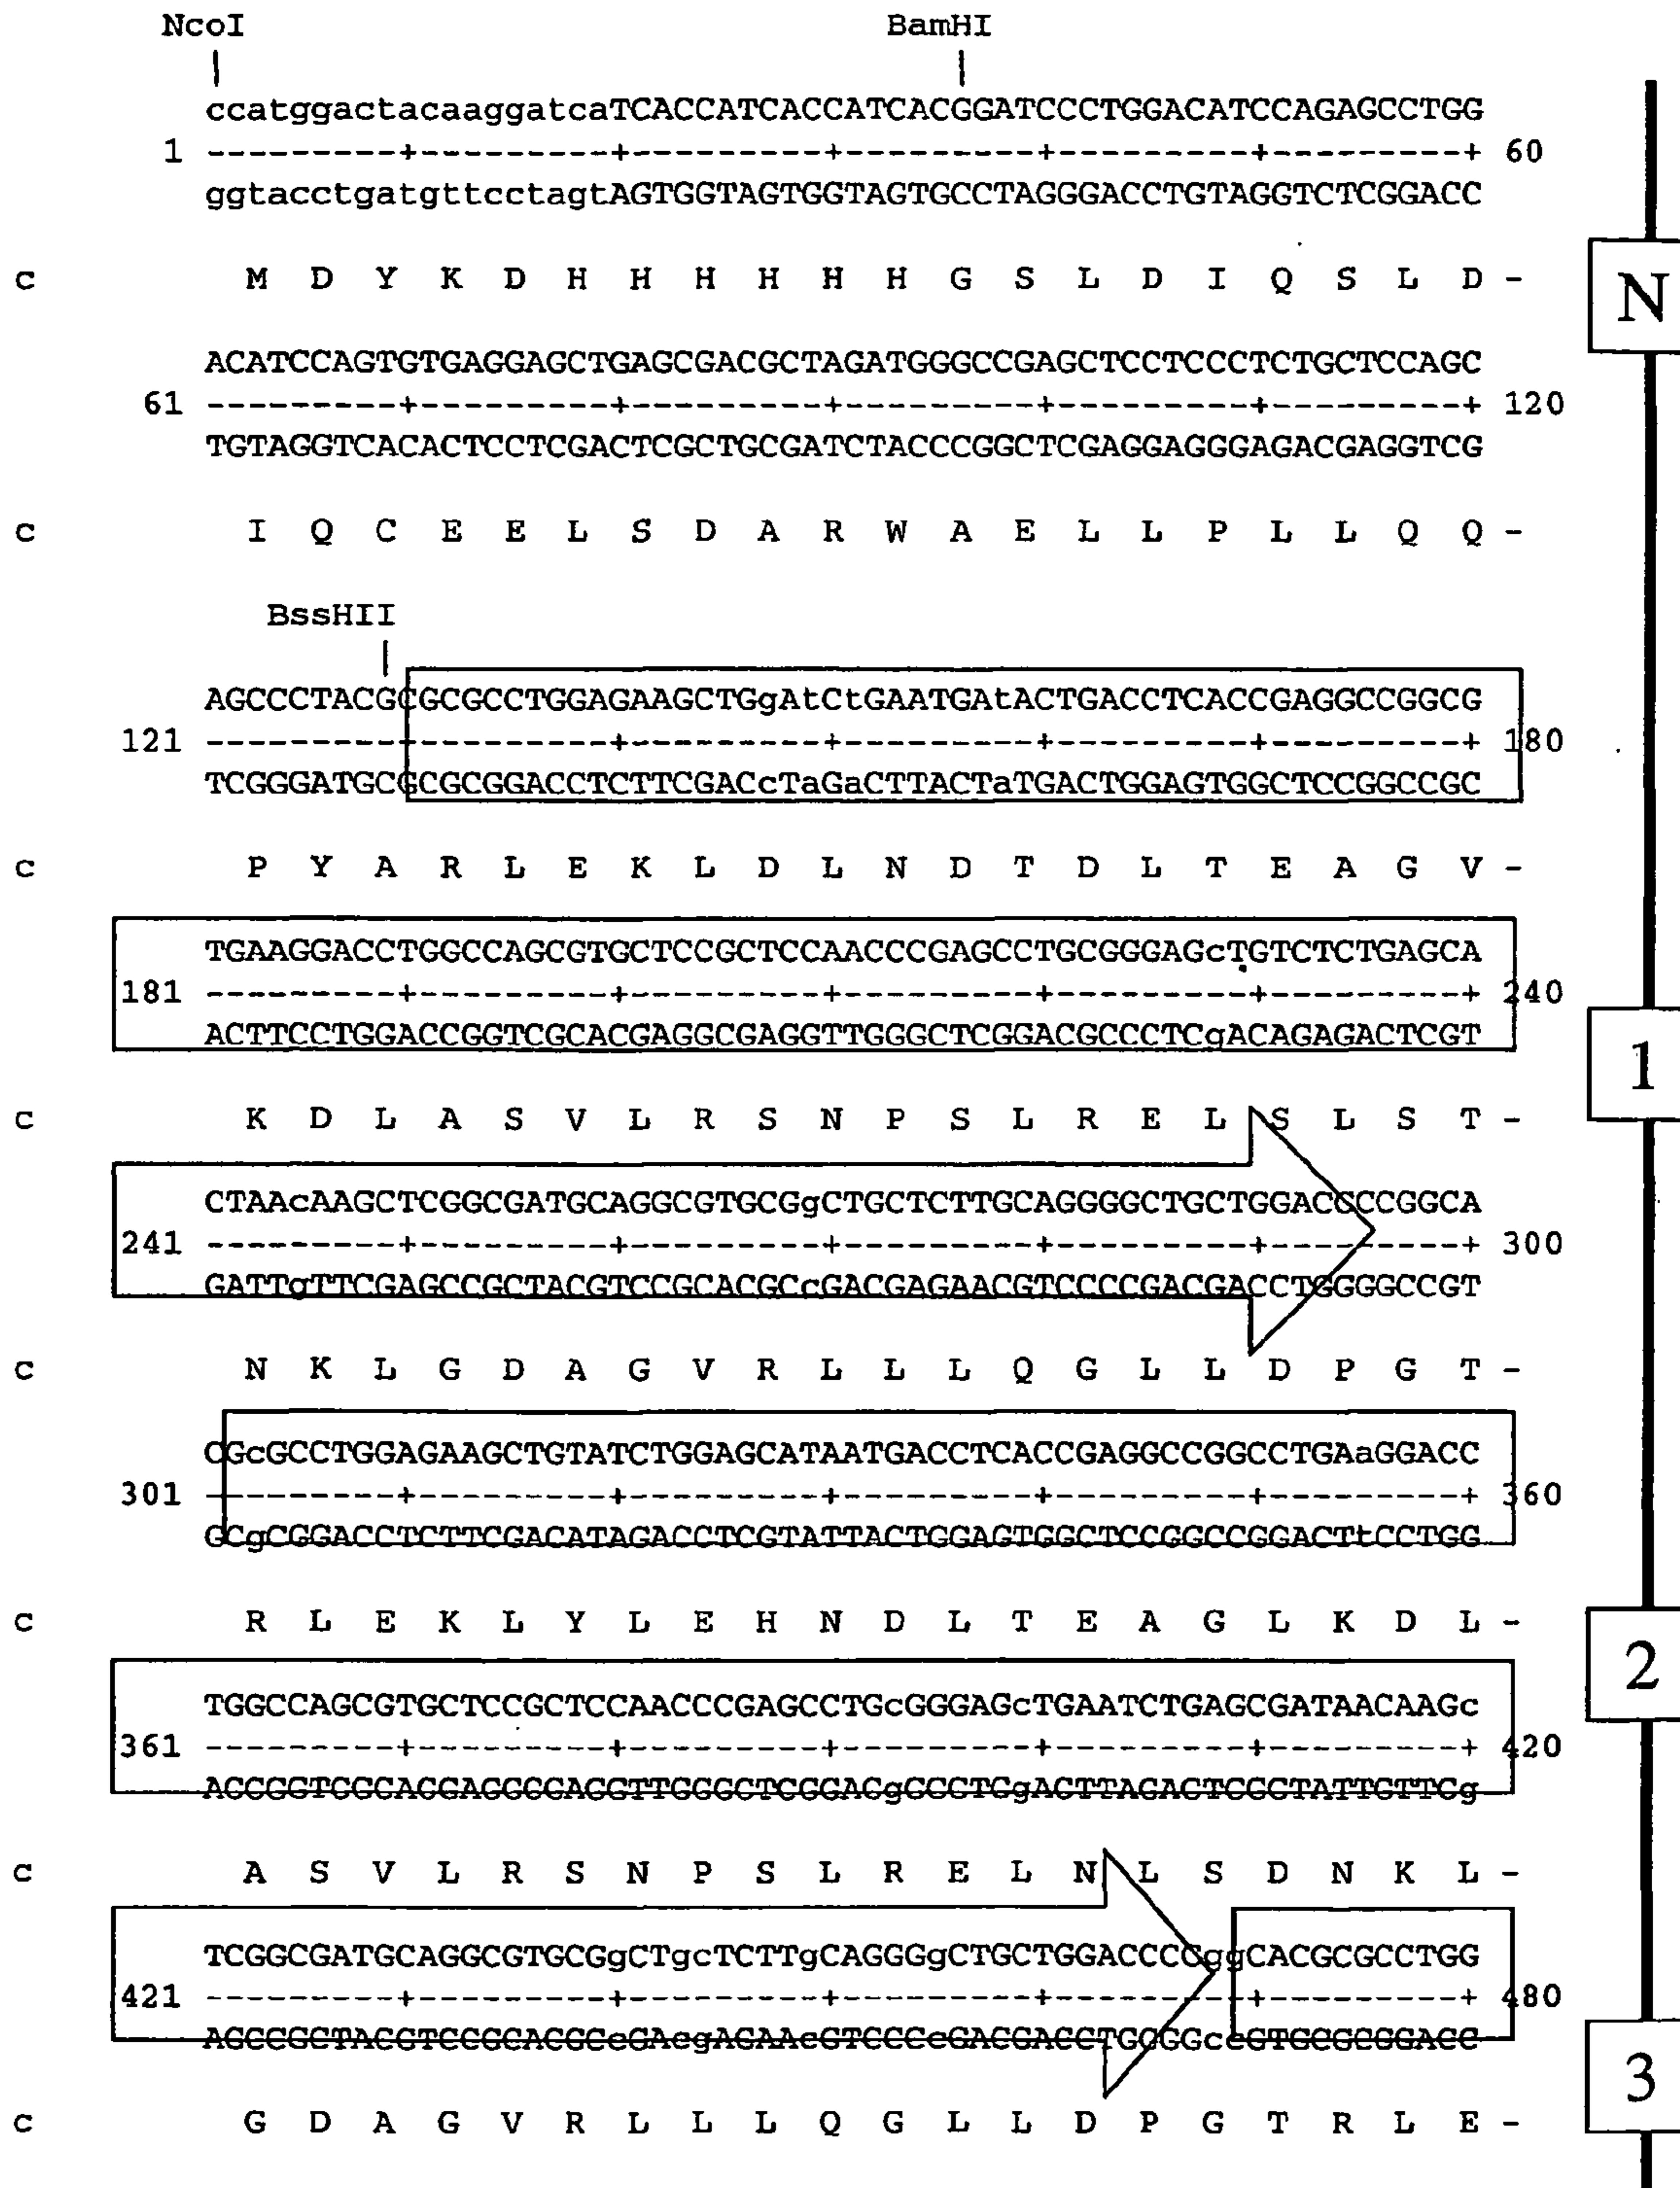 NcoI BamHI
ccatggactacaaggatcaTCACCATCACCATCACGGATCCCTGGACATCCAGAGCCTGG
1 ---------+---------+---------+---------+---------+---------+ 60
ggtacctgatgttcctagtAGTGGTAGTGGTAGTGCCTAGGGACCTGTAGGTCTCGGACC
c M D Y K D H H H H H H G S L D I Q S L D -
N
ACATCCAGTGTGAGGAGCTGAGCGACGCTAGATGGGCCGAGCTCCTCCCTCTGCTCCAGC
61 ---------+---------+---------+---------+---------+---------+ 120
TGTAGGTCACACTCCTCGACTCGCTGCGATCTACCCGGCTCGAGGAGGGAGACGAGGTCG
c I Q C E E L S D A R W A E L L P L L Q Q -
BssHII
AGCCCTACGCGCGCCTGGAGAAGCTGgAtCtGAATGAtACTGACCTCACCGAGGCCGGCG
121 ---------+---------+---------+---------+---------+---------+ 180
TCGGGATGCGCGCGGACCTCTTCGACcTaGaCTTACTaTGACTGGAGTGGCTCCGGCCGC
c P Y A R L E K L D L N D T D L T E A G V -
TGAAGGACCTGGCCAGCGTGCTCCGCTCCAACCCGAGCCTGCGGGAGcTGTCTCTGAGCA
181 ---------+---------+---------+---------+---------+---------+ 240
ACTTCCTGGACCGGTCGCACGAGGCGAGGTTGGGCTCGGACGCCCTCgACAGAGACTCGT
1
c K D L A S V L R S N P S L R E L S L S T -
CTAAcAAGCTCGGCGATGCAGGCGTGCGgCTGCTCTTGCAGGGGCTGCTGGACCCCGGCA
241 ---------+---------+---------+---------+---------+---------+ 300
GATTgTTCGAGCCGCTACGTCCGCACGCcGACGAGAACGTCCCCGACGACCTGGGGCCGT
c N K L G D A G V R L L L Q G L L D P G T -
CGcGCCTGGAGAAGCTGTATCTGGAGCATAATGACCTCACCGAGGCCGGCCTGAaGGACC
301 ---------+---------+---------+---------+---------+---------+ 360
GCgCGGACCTCTTCGACATAGACCTCGTATTACTGGAGTGGCTCCGGCCGGACTtCCTGG
c R L E K L Y L E H N D L T E A G L K D L -
2
TGGCCAGCGTGCTCCGCTCCAACCCGAGCCTGcGGGAGcTGAATCTGAGCGATAACAAGc
361 ---------+---------+---------+---------+---------+---------+ 420
ACCGGTCGCACGAGGCGAGGTTGGGCTCGGACgCCCTCgACTTAGACTCGCTATTGTTCg
c A S V L R S N P S L R E L N L S D N K L -
TCGGCGATGCAGGCGTGCGgCTgcTCTTgCAGGGgCTGCTGGACCCCggCACGCGCCTGG
421 ---------+---------+---------+---------+---------+---------+ 480
AGCCGCTACGTCCGCACGCcGAcgAGAAcGTCCCcGACGACCTGGGGccGTGCGCGGACC
3
c G D A G V R L L L Q G L L D P G T R L E -